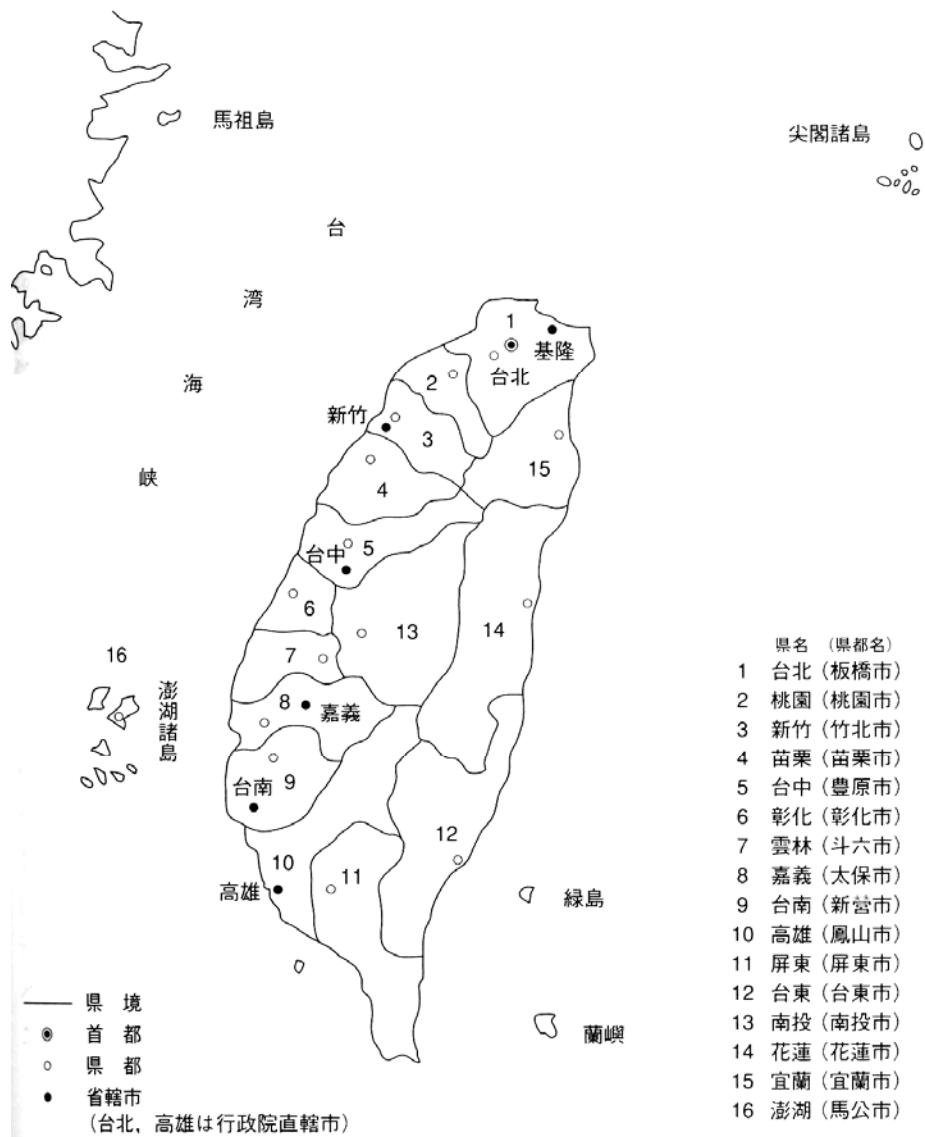 馬祖島
尖閣諸島
台湾海峡
1
基隆
台北
2
新竹
3
15
4
5
台中
6
13
14
7
16
澎湖諸島
8
嘉義
9
台南
12
10
11
高雄
緑島
蘭嶼
県境
首都
県都
省轄市
(台北，高雄は行政院直轄市)
県名 (県都名)
1 台北 (板橋市)
2 桃園 (桃園市)
3 新竹 (竹北市)
4 苗栗 (苗栗市)
5 台中 (豊原市)
6 彰化 (彰化市)
7 雲林 (斗六市)
8 嘉義 (太保市)
9 台南 (新営市)
10 高雄 (鳳山市)
11 屏東 (屏東市)
12 台東 (台東市)
13 南投 (南投市)
14 花蓮 (花蓮市)
15 宜蘭 (宜蘭市)
16 澎湖 (馬公市)